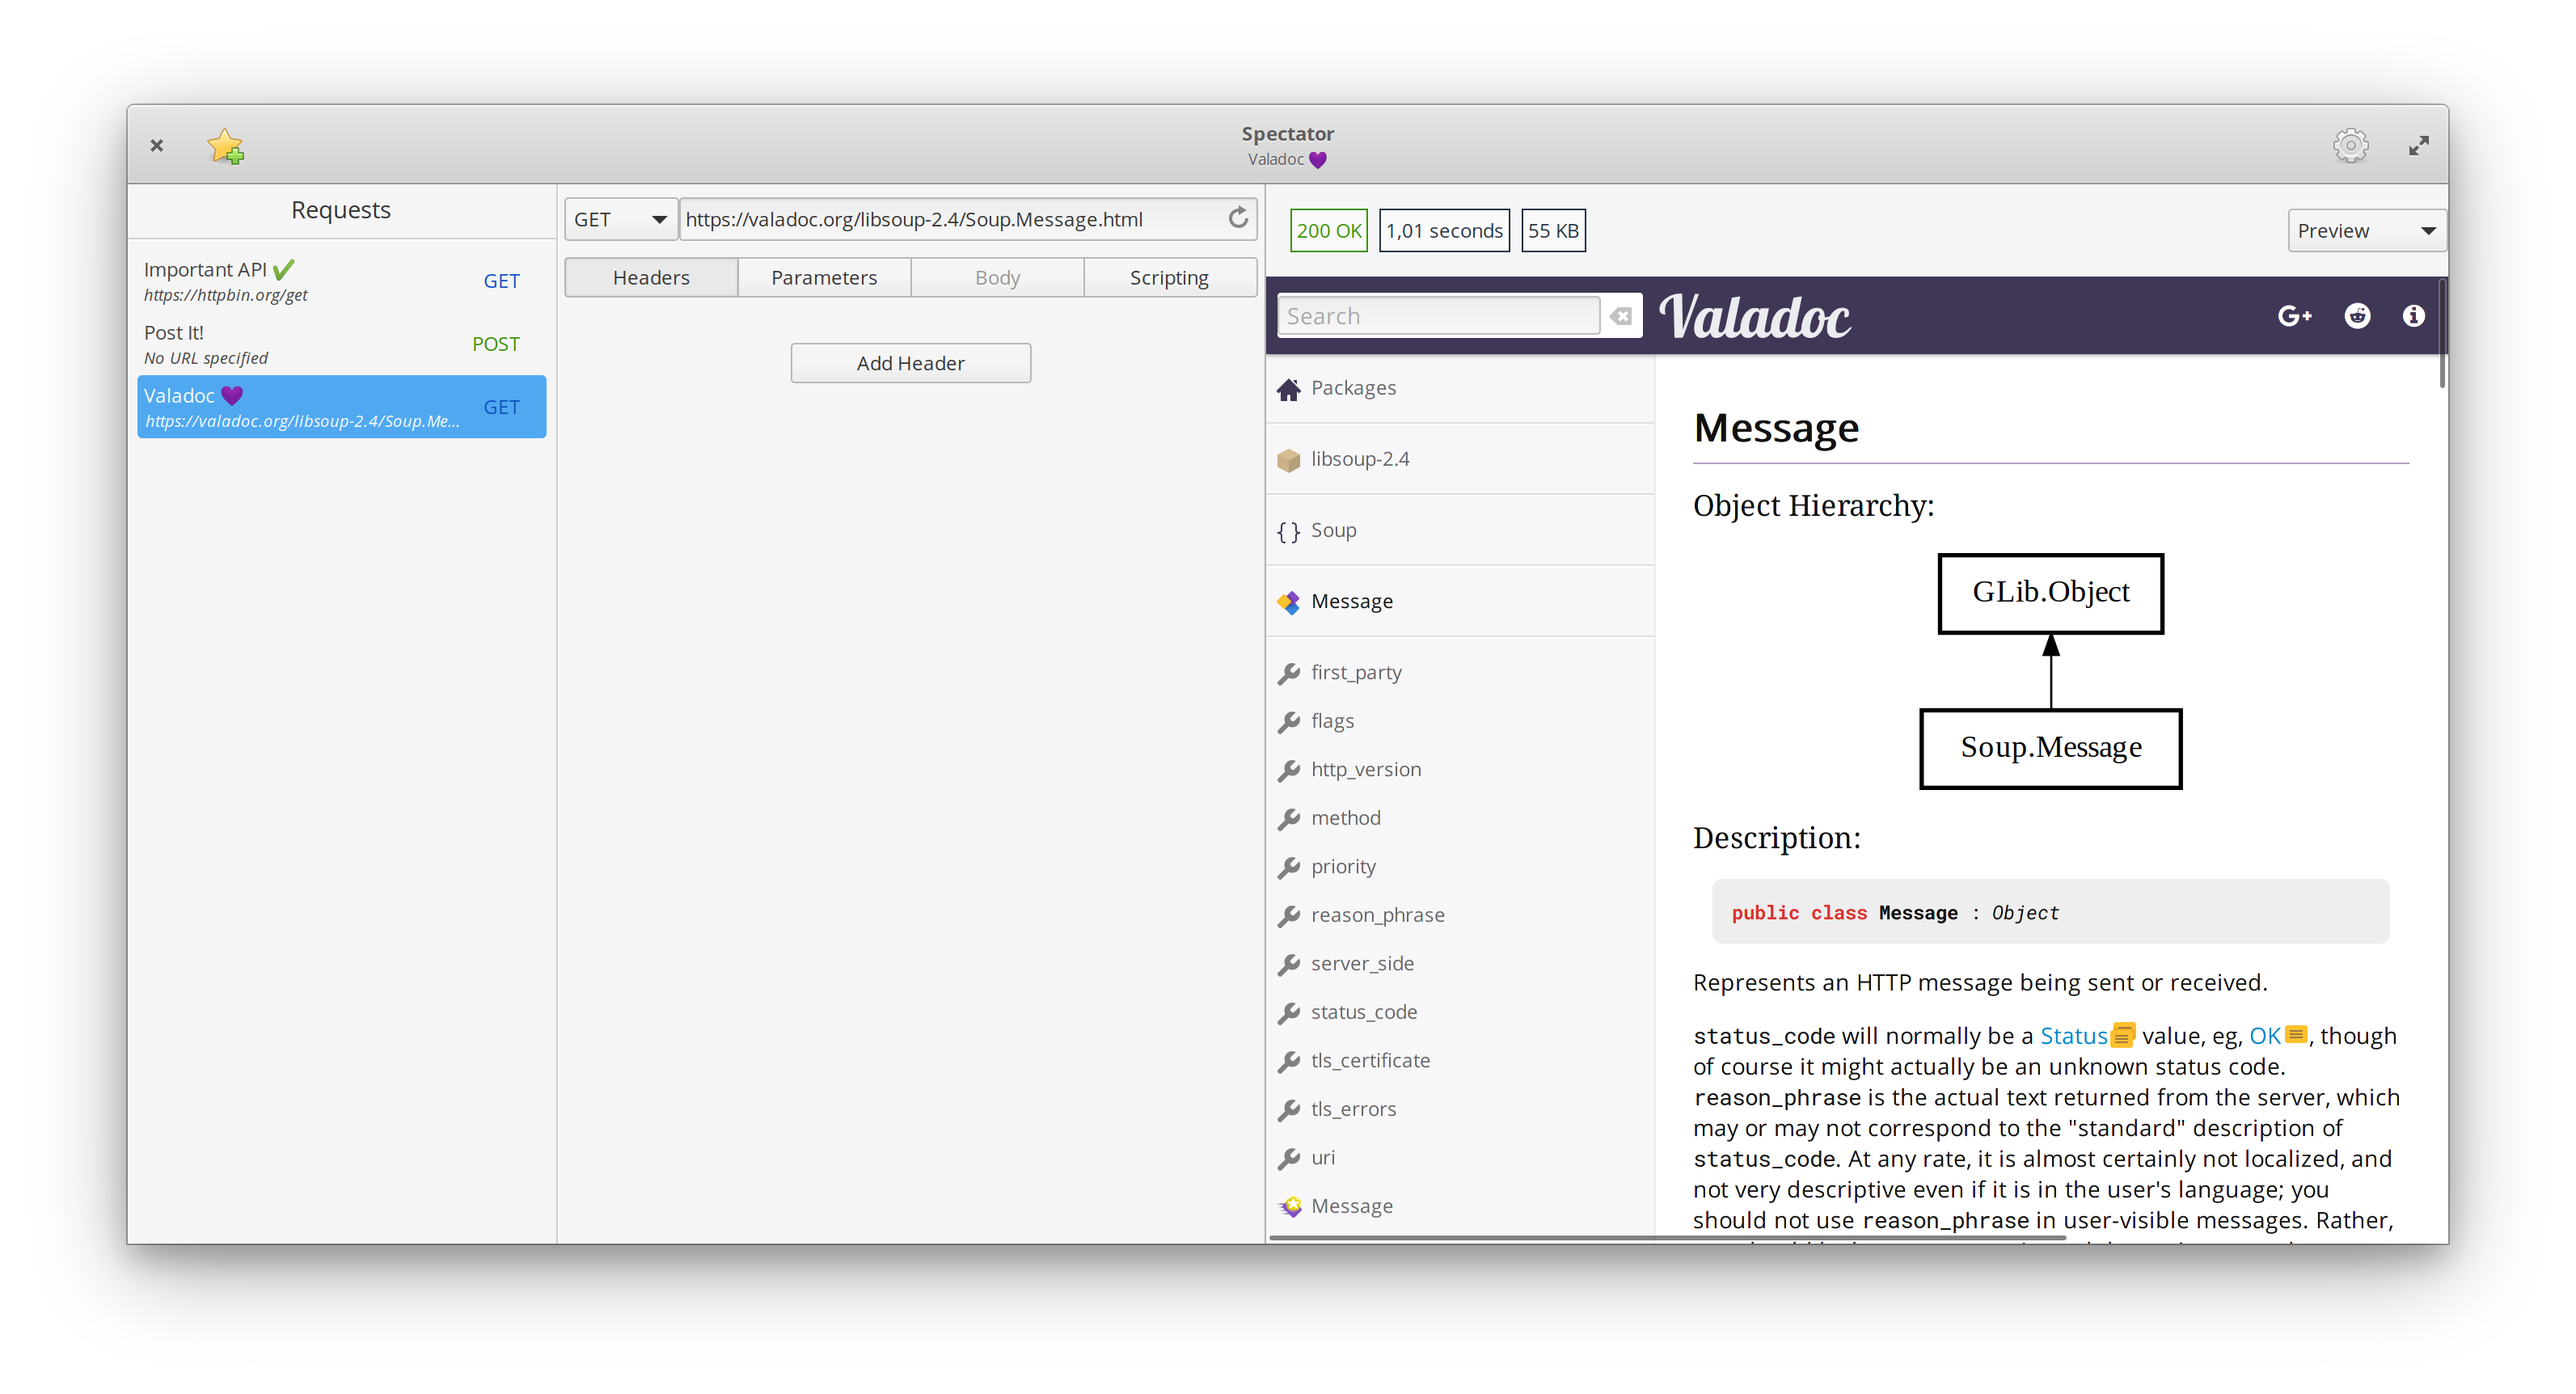 Spectator
Valadoc 💜
Requests
Important API ✔
https://httpbin.org/get
GET
Post It!
No URL specified
POST
Valadoc 💜
https://valadoc.org/libsoup-2.4/Soup.Me...
GET
GET
https://valadoc.org/libsoup-2.4/Soup.Message.html
Headers
Parameters
Body
Scripting
Add Header
200 OK
1,01 seconds
55 KB
Preview
Search
Valadoc
G+
Packages
libsoup-2.4
{ } Soup
Message
first_party
flags
http_version
method
priority
reason_phrase
server_side
status_code
tls_certificate
tls_errors
uri
Message
Message
Object Hierarchy:
GLib.Object
Soup.Message
Description:
public class Message : Object
Represents an HTTP message being sent or received.
status_code will normally be a Status value, eg, OK, though
of course it might actually be an unknown status code.
reason_phrase is the actual text returned from the server, which
may or may not correspond to the "standard" description of
status_code. At any rate, it is almost certainly not localized, and
not very descriptive even if it is in the user's language; you
should not use reason_phrase in user-visible messages. Rather,